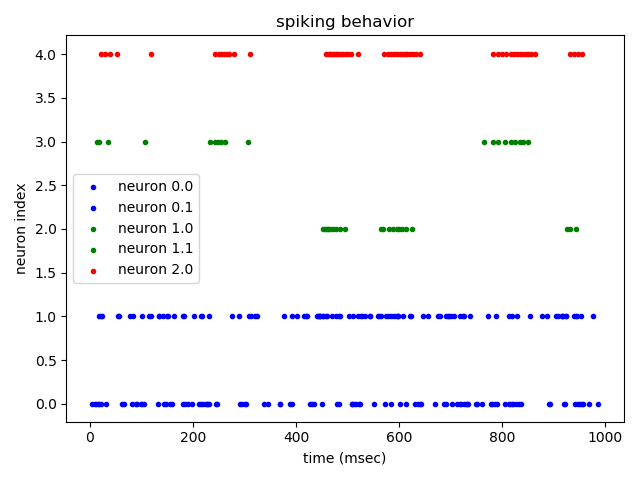 spiking behavior
4.0
3.5
3.0
2.5
2.0
1.5
1.0
0.5
0.0
neuron index
neuron 0.0
neuron 0.1
neuron 1.0
neuron 1.1
neuron 2.0
0 200 400 600 800 1000
time (msec)